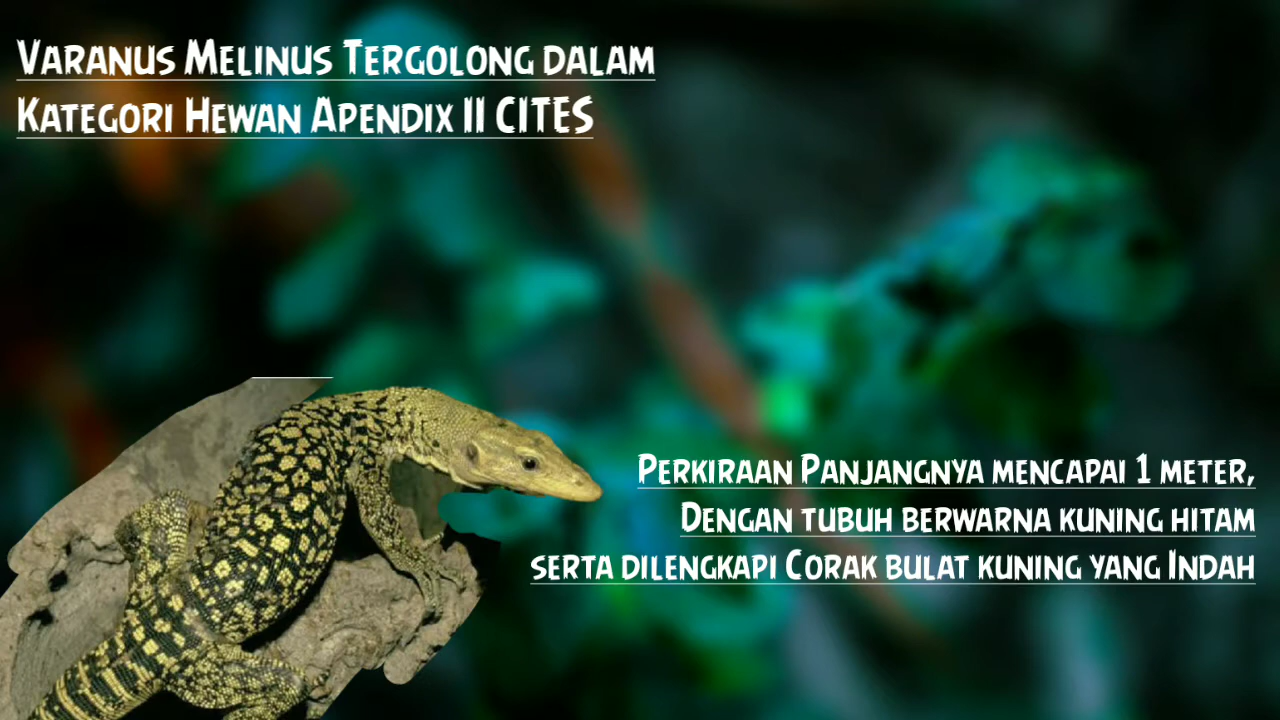 Varanus Melinus Tergolong dalam
Kategori Hewan Apendix II CITES
Perkiraan Panjangnya mencapai 1 meter,
Dengan tubuh berwarna kuning hitam
serta dilengkapi Corak bulat kuning yang Indah